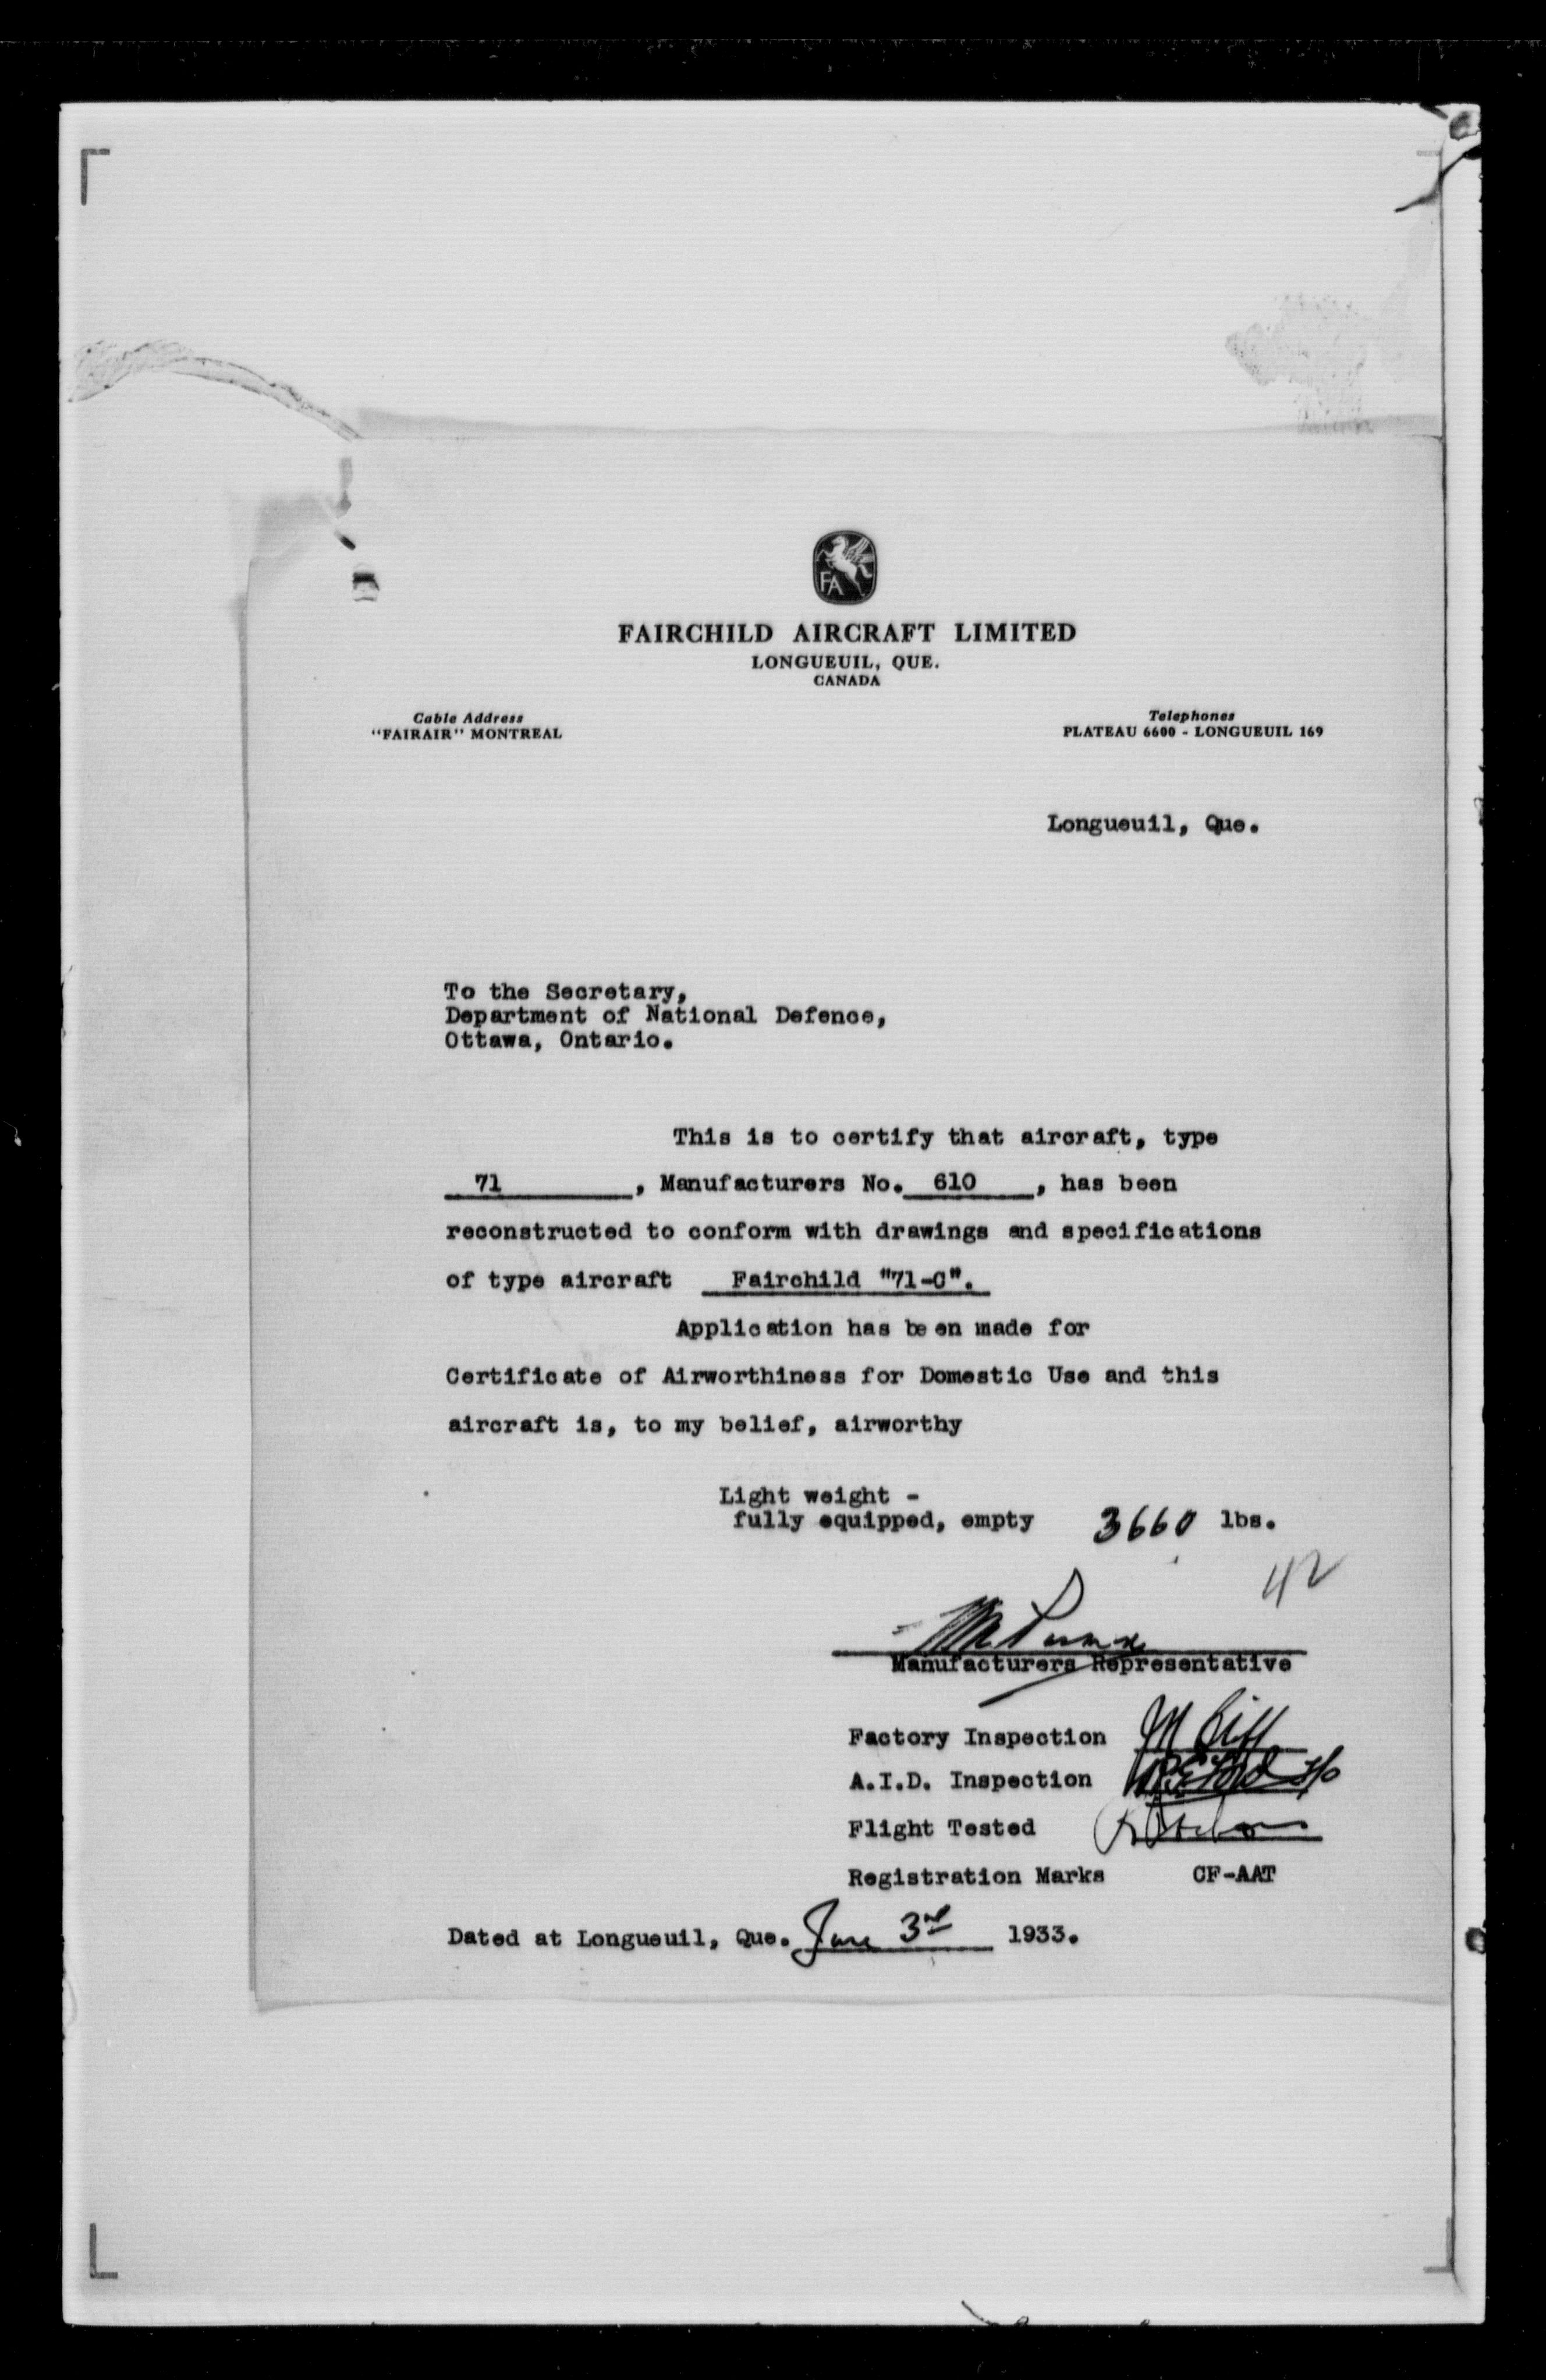 FA
FAIRCHILD AIRCRAFT LIMITED
LONGUEUIL, QUE.
CANADA
Cable Address
"FAIRAIR" MONTREAL
Telephones
PLATEAU 6600 - LONGUEUIL 169
Longueuil, Que.
To the Secretary,
Department of National Defence,
Ottawa, Ontario.
This is to certify that aircraft, type
71, Manufacturers No. 610, has been
reconstructed to conform with drawings and specifications
of type aircraft Fairchild "71-C".
Application has been made for
Certificate of Airworthiness for Domestic Use and this
aircraft is, to my belief, airworthy
Light weight -
fully equipped, empty 3660 lbs.
42
Manufacturers Representative
Factory Inspection
A.I.D. Inspection
Flight Tested
Registration Marks CF-AAT
Dated at Longueuil, Que. June 3rd 1933.